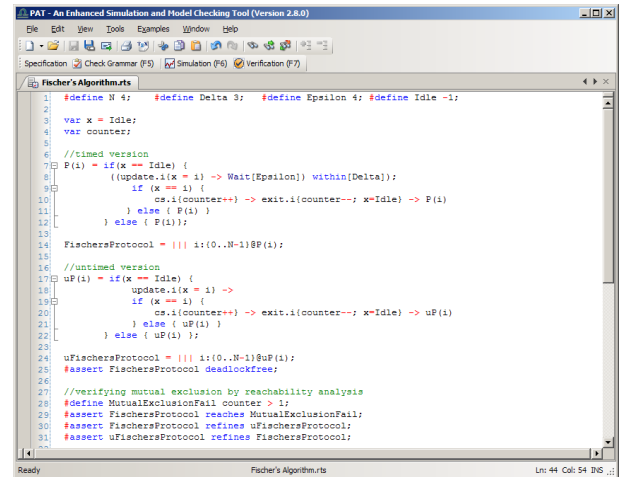 PAT - An Enhanced Simulation and Model Checking Tool (Version 2.8.0)
File Edit View Tools Examples Window Help
Specification Check Grammar (F5) Simulation (F6) Verification (F7)
Fischer's Algorithm.rts
1 #define N 4; #define Delta 3; #define Epsilon 4; #define Idle -1;
2
3 var x = Idle;
4 var counter;
5
6 //timed version
7 P(i) = if(x == Idle) {
8 ((update.i{x = i} -> Wait[Epsilon]) within[Delta]);
9 if (x == i) {
10 cs.i{counter++} -> exit.i{counter--; x=Idle} -> P(i)
11 } else { P(i) }
12 } else { P(i)};
13
14 FischersProtocol = ||| i:{0..N-1}@P(i);
15
16 //untimed version
17 uP(i) = if(x == Idle) {
18 update.i{x = i} ->
19 if (x == i) {
20 cs.i{counter++} -> exit.i{counter--; x=Idle} -> uP(i)
21 } else { uP(i) }
22 } else { uP(i) };
23
24 uFischersProtocol = ||| i:{0..N-1}@uP(i);
25 #assert FischersProtocol deadlockfree;
26
27 //verifying mutual exclusion by reachability analysis
28 #define MutualExclusionFail counter > 1;
29 #assert FischersProtocol reaches MutualExclusionFail;
30 #assert FischersProtocol refines uFischersProtocol;
31 #assert uFischersProtocol refines FischersProtocol;
Ready Fischer's Algorithm.rts Ln: 44 Col: 54 INS